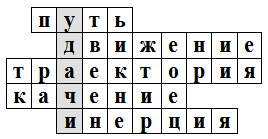 путь
движение
траектория
качение
инерция